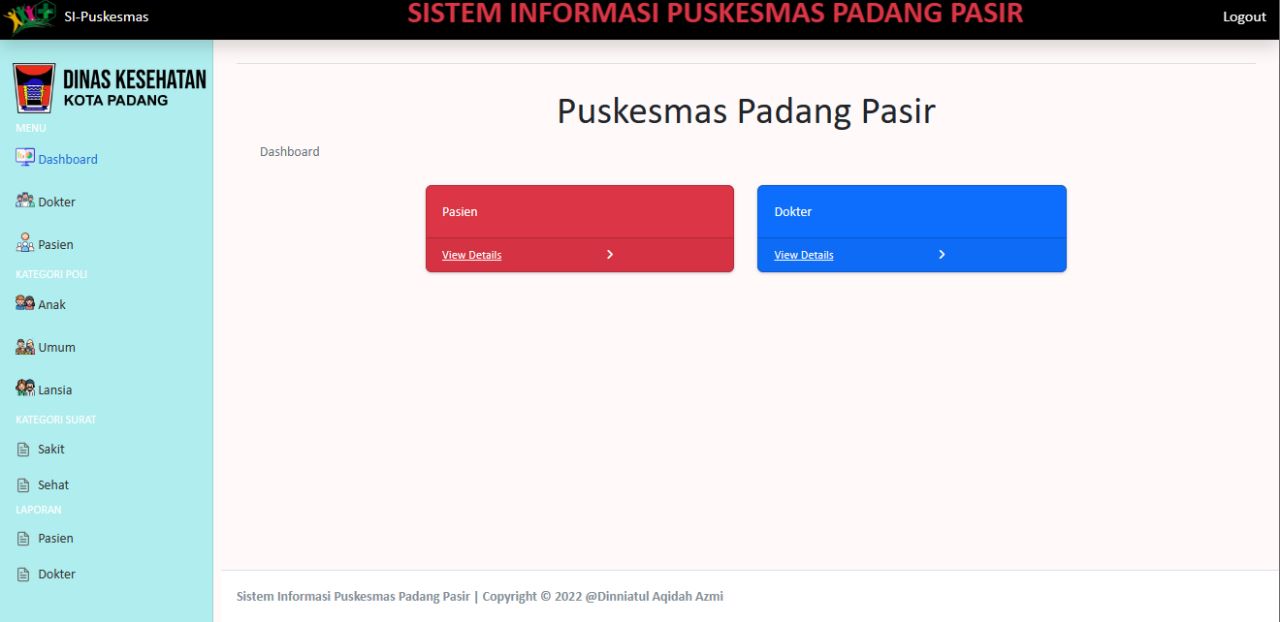 SI-Puskesmas
SISTEM INFORMASI PUSKESMAS PADANG PASIR
Logout
DINAS KESEHATAN
KOTA PADANG
MENU
Dashboard
Dokter
Pasien
KATEGORI POLI
Anak
Umum
Lansia
KATEGORI SURAT
Sakit
Sehat
LAPORAN
Pasien
Dokter
Puskesmas Padang Pasir
Dashboard
Pasien
View Details
Dokter
View Details
Sistem Informasi Puskesmas Padang Pasir | Copyright © 2022 @Dinniatul Aqidah Azmi